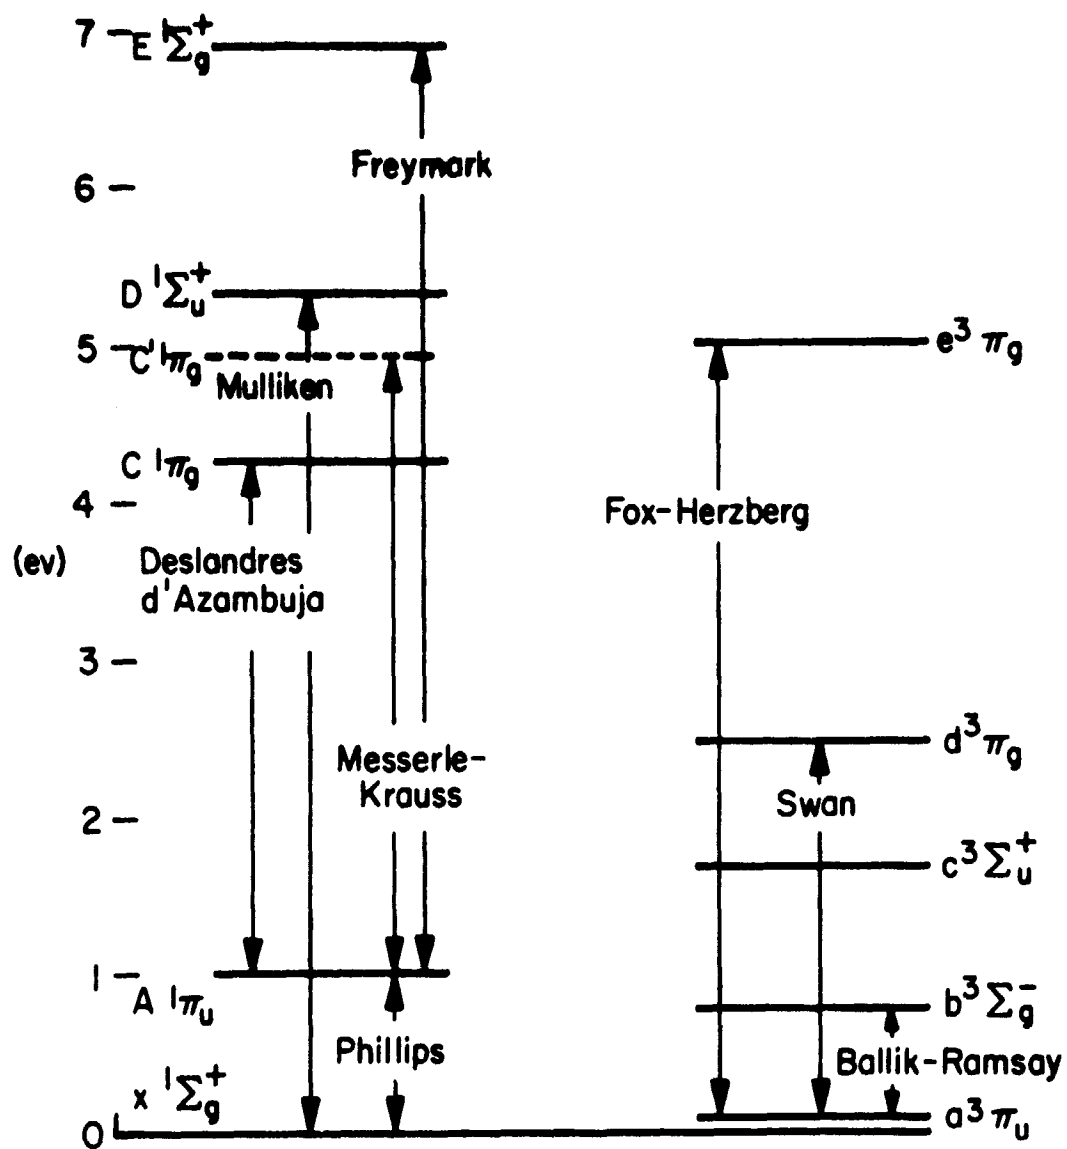 7
E ¹Σg⁺
Freymark
6
D ¹Σu⁺
5
C' ¹πg
e³ πg
Mulliken
C ¹πg
4
Fox-Herzberg
(ev)
Deslandres
d'Azambuja
3
d³ πg
Messerle-
Krauss
Swan
2
c³ Σu⁺
1
A ¹πu
b³ Σg⁻
Phillips
Ballik-Ramsay
x ¹Σg⁺
a³ πu
0